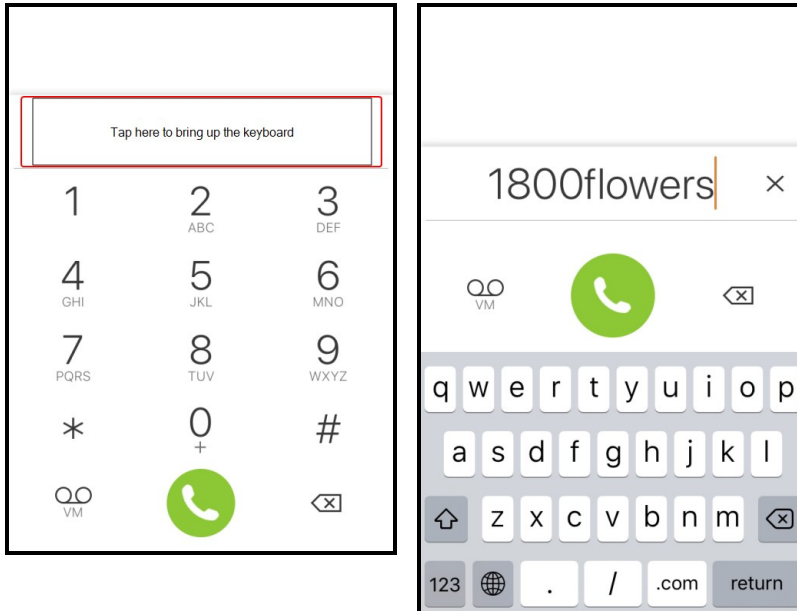 Tap here to bring up the keyboard
1 2 3
ABC DEF
4 5 6
GHI JKL MNO
7 8 9
PQRS TUV WXYZ
* 0 #
+
VM
1800flowers ×
VM
q w e r t y u i o p
a s d f g h j k l
z x c v b n m
123 . / .com return